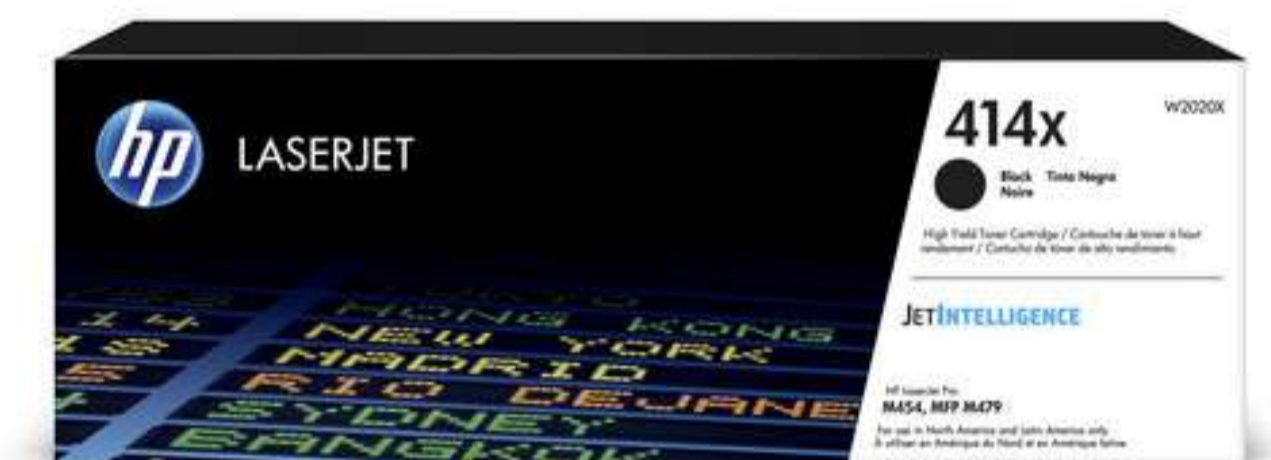 hp LASERJET
414x
W2020X
Black Tinta Negra
Noire
High Yield Toner Cartridge / Cartouche de toner à haut
rendement / Cartucho de tóner de alto rendimiento
JETINTELLIGENCE
HP LaserJet Pro
M454, MFP M479
For use in North America and Latin America only
À utiliser en Amérique du Nord et en Amérique latine
HONG KONG
14 NEW YORK
MADRID
RIO DEJANE
SYDNEY
BANGKOK